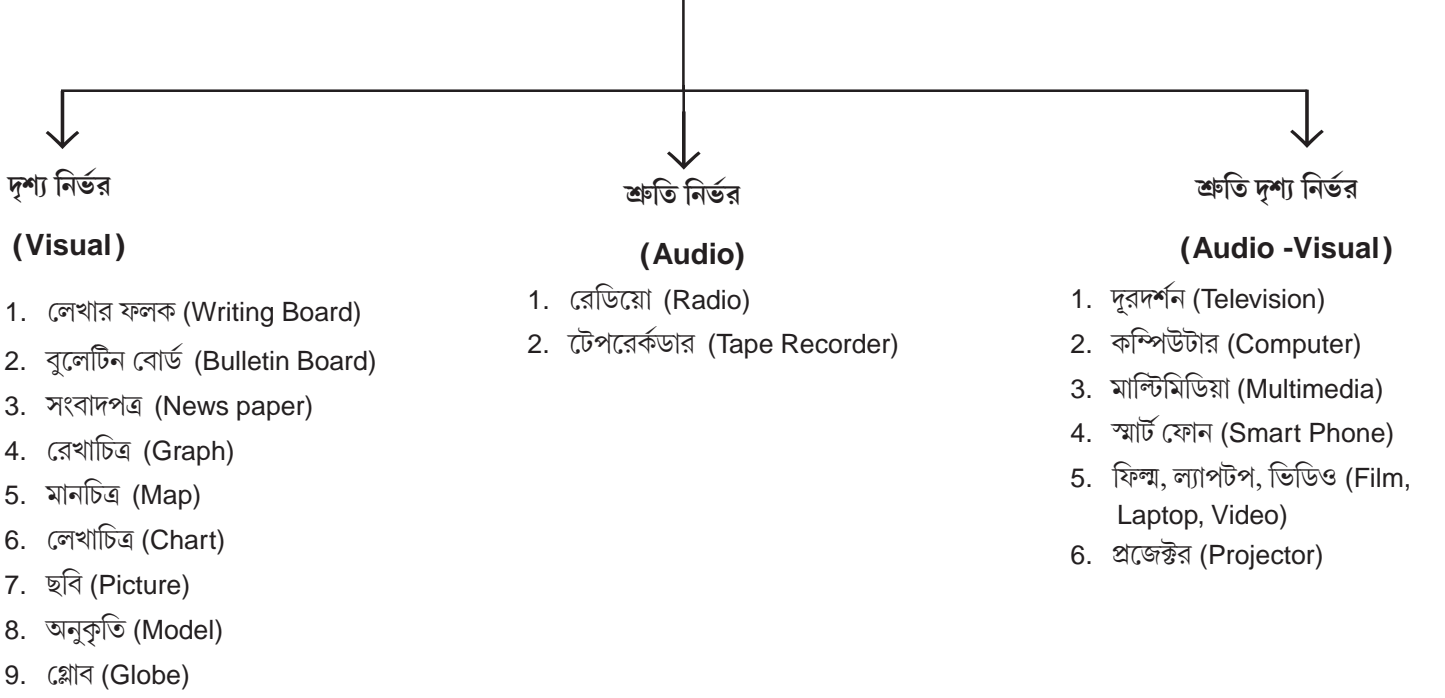 দৃশ্য নির্ভর
(Visual)
1. লেখার ফলক (Writing Board)
2. বুলেটিন বোর্ড (Bulletin Board)
3. সংবাদপত্র (News paper)
4. রেখাচিত্র (Graph)
5. মানচিত্র (Map)
6. লেখাচিত্র (Chart)
7. ছবি (Picture)
8. অনুকৃতি (Model)
9. গ্লোব (Globe)
শ্রুতি নির্ভর
(Audio)
1. রেডিয়ো (Radio)
2. টেপরের্কডার (Tape Recorder)
শ্রুতি দৃশ্য নির্ভর
(Audio -Visual)
1. দূরদর্শন (Television)
2. কম্পিউটার (Computer)
3. মাল্টিমিডিয়া (Multimedia)
4. স্মার্ট ফোন (Smart Phone)
5. ফিল্ম, ল্যাপটপ, ভিডিও (Film,
Laptop, Video)
6. প্রজেক্টর (Projector)